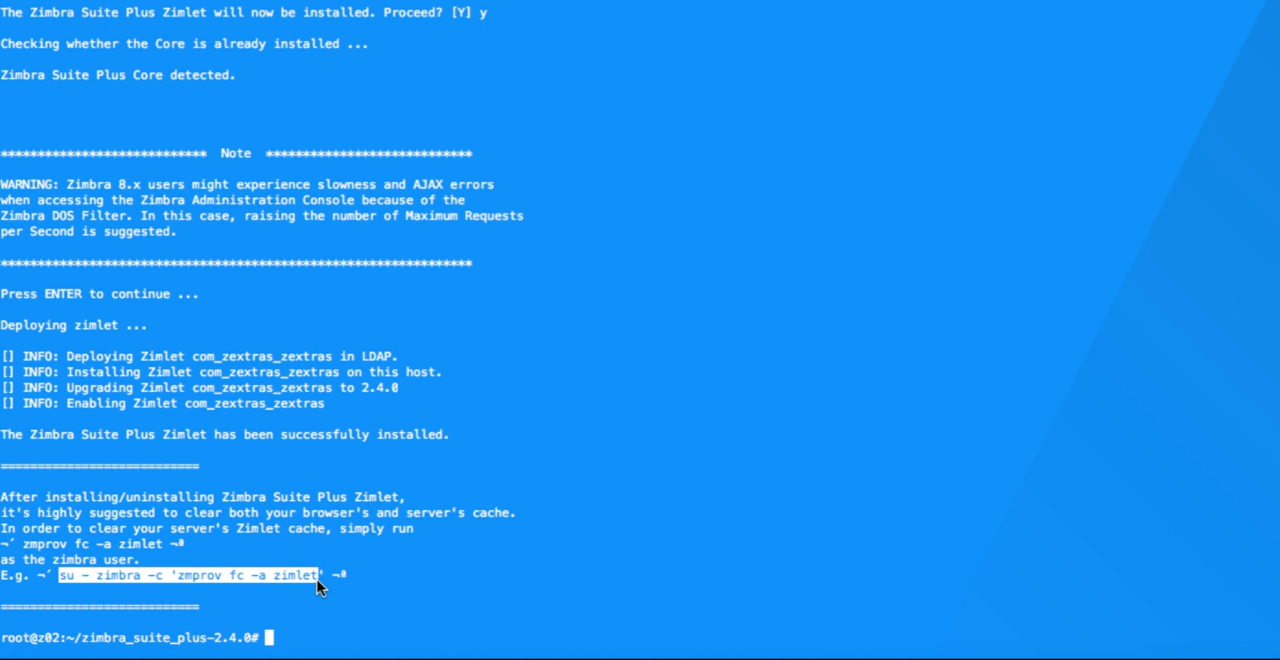 The Zimbra Suite Plus Zimlet will now be installed. Proceed? [Y] y
Checking whether the Core is already installed ...
Zimbra Suite Plus Core detected.
**************************** Note ****************************
WARNING: Zimbra 8.x users might experience slowness and AJAX errors
when accessing the Zimbra Administration Console because of the
Zimbra DOS Filter. In this case, raising the number of Maximum Requests
per Second is suggested.
****************************************************************
Press ENTER to continue ...
Deploying zimlet ...
[] INFO: Deploying Zimlet com_zextras_zextras in LDAP.
[] INFO: Installing Zimlet com_zextras_zextras on this host.
[] INFO: Upgrading Zimlet com_zextras_zextras to 2.4.0
[] INFO: Enabling Zimlet com_zextras_zextras
The Zimbra Suite Plus Zimlet has been successfully installed.
===========================
After installing/uninstalling Zimbra Suite Plus Zimlet,
it's highly suggested to clear both your browser's and server's cache.
In order to clear your server's Zimlet cache, simply run
¬´ zmprov fc -a zimlet ¬ª
as the zimbra user.
E.g. ¬´ su - zimbra -c 'zmprov fc -a zimlet' ¬ª
===========================
root@z02:~/zimbra_suite_plus-2.4.0#